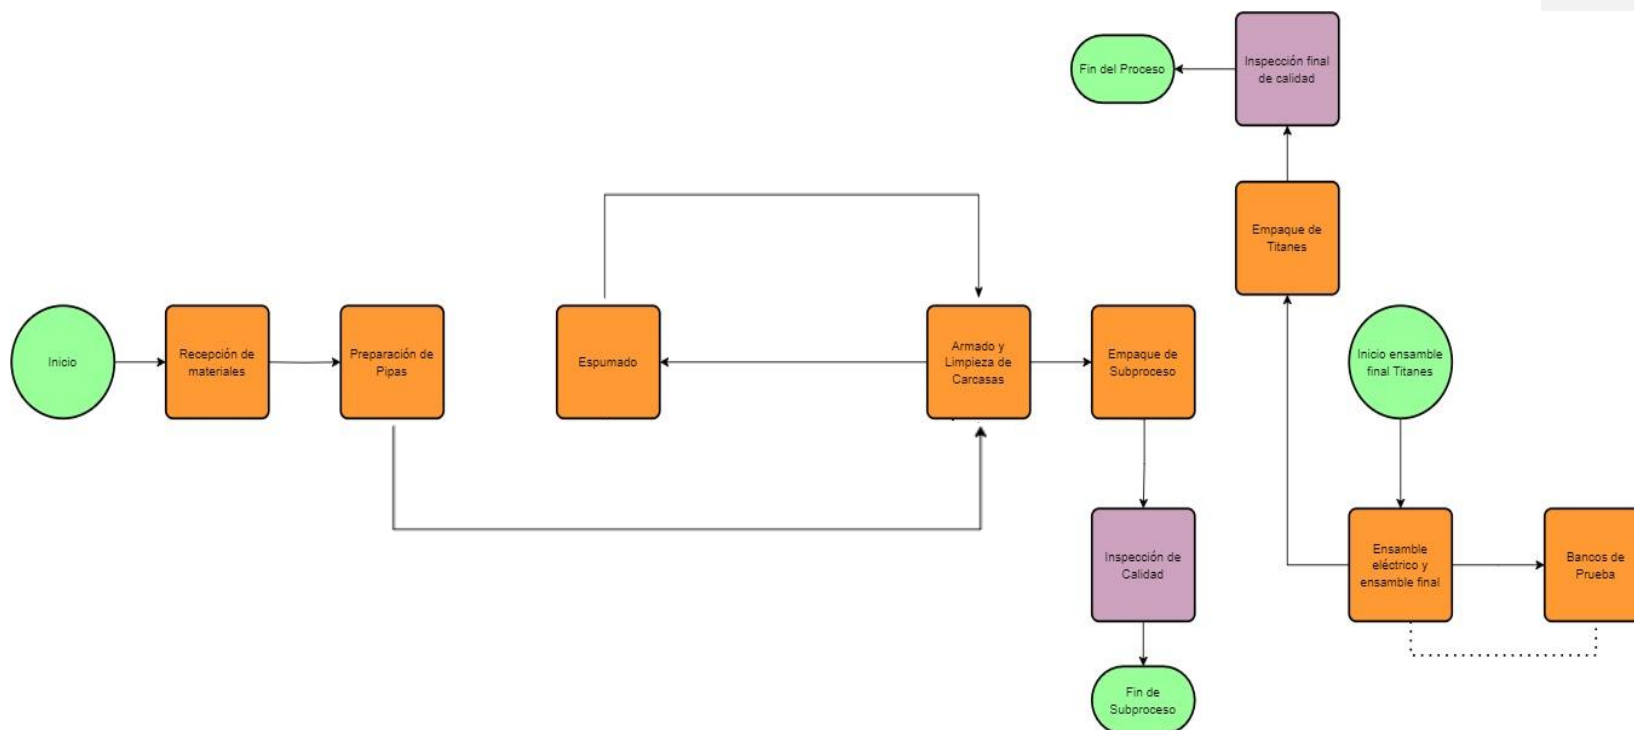 Inicio
Recepción de
materiales
Preparación de
Pipas
Espumado
Armado y
Limpieza de
Carcasas
Empaque de
Subproceso
Inspección de
Calidad
Fin de
Subproceso
Inicio ensamble
final Titanes
Ensamble
eléctrico y
ensamble final
Bancos de
Prueba
Empaque de
Titanes
Inspección final
de calidad
Fin del Proceso